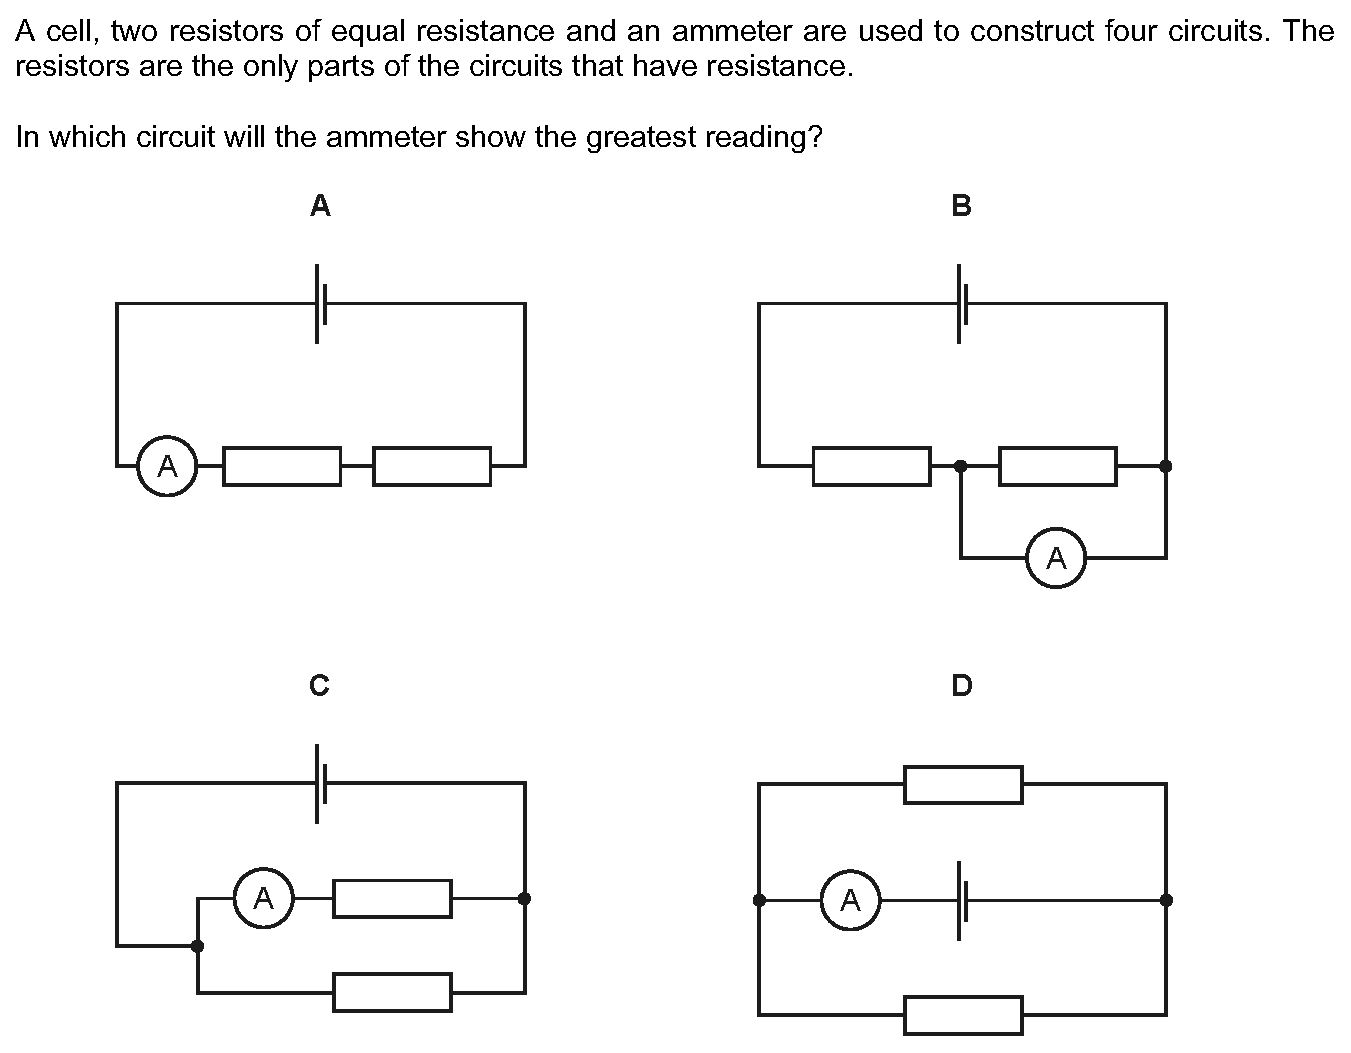 A cell, two resistors of equal resistance and an ammeter are used to construct four circuits. The
resistors are the only parts of the circuits that have resistance.
In which circuit will the ammeter show the greatest reading?
A
B
A
A
C
D
A
A